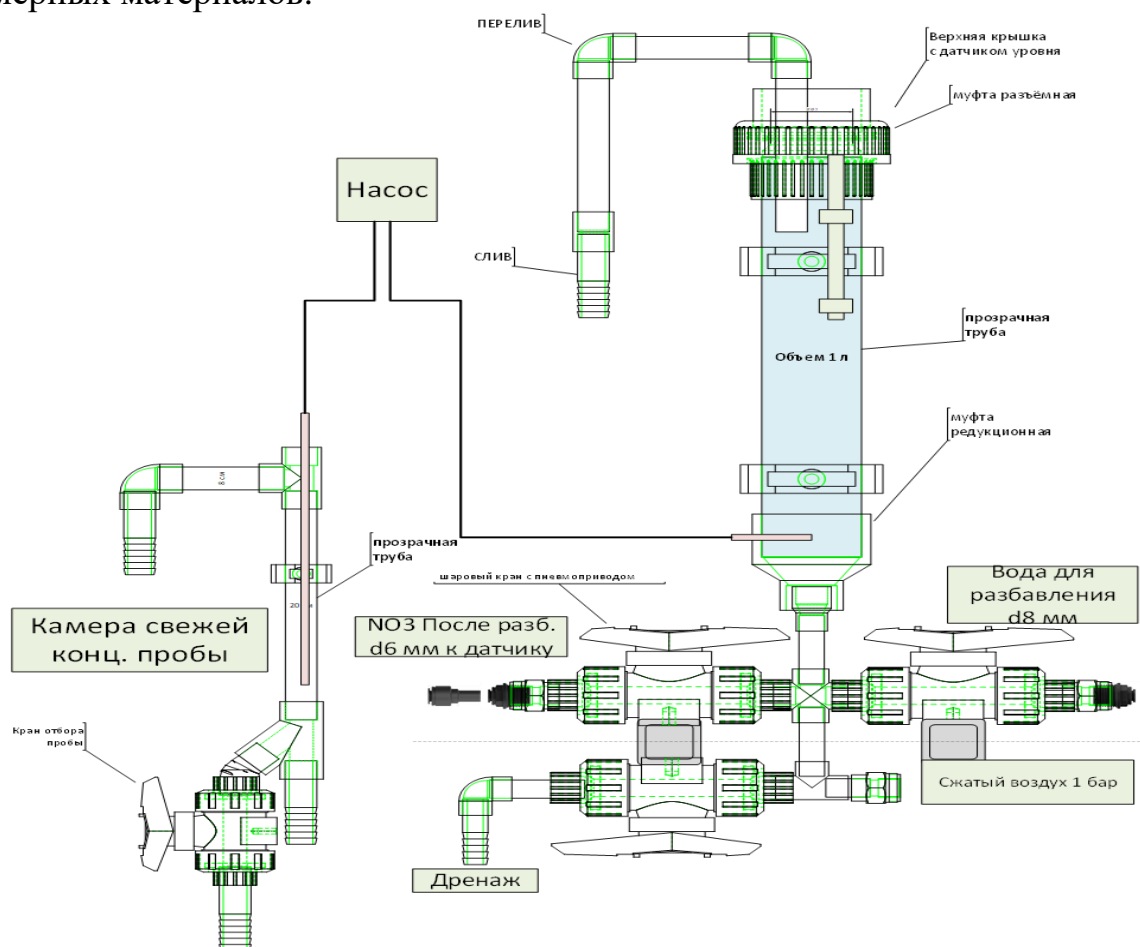 мерных материалов.
ПЕРЕЛИВ
Верхняя крышка
с датчиком уровня
муфта разъёмная
Насос
СЛИВ
прозрачная
труба
Объем 1 л
муфта
редукционная
8 см
прозрачная
труба
20
шаровый кран с пневмоприводом
Вода для
разбавления
d8 мм
NO3 После разб.
d6 мм к датчику
Камера свежей
конц. пробы
Кран отбора
пробы
Сжатый воздух 1 бар
Дренаж